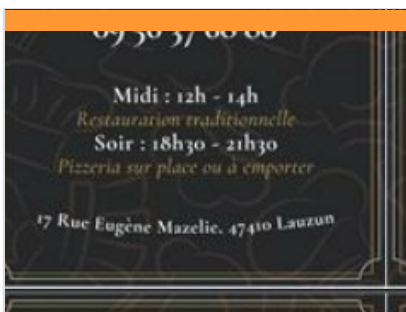 Midi : 12h - 14h
Restauration traditionnelle
Soir : 18h30 - 21h30
Pizzeria sur place ou à emporter
17 Rue Eugène Mazelie, 47410 Lauzun